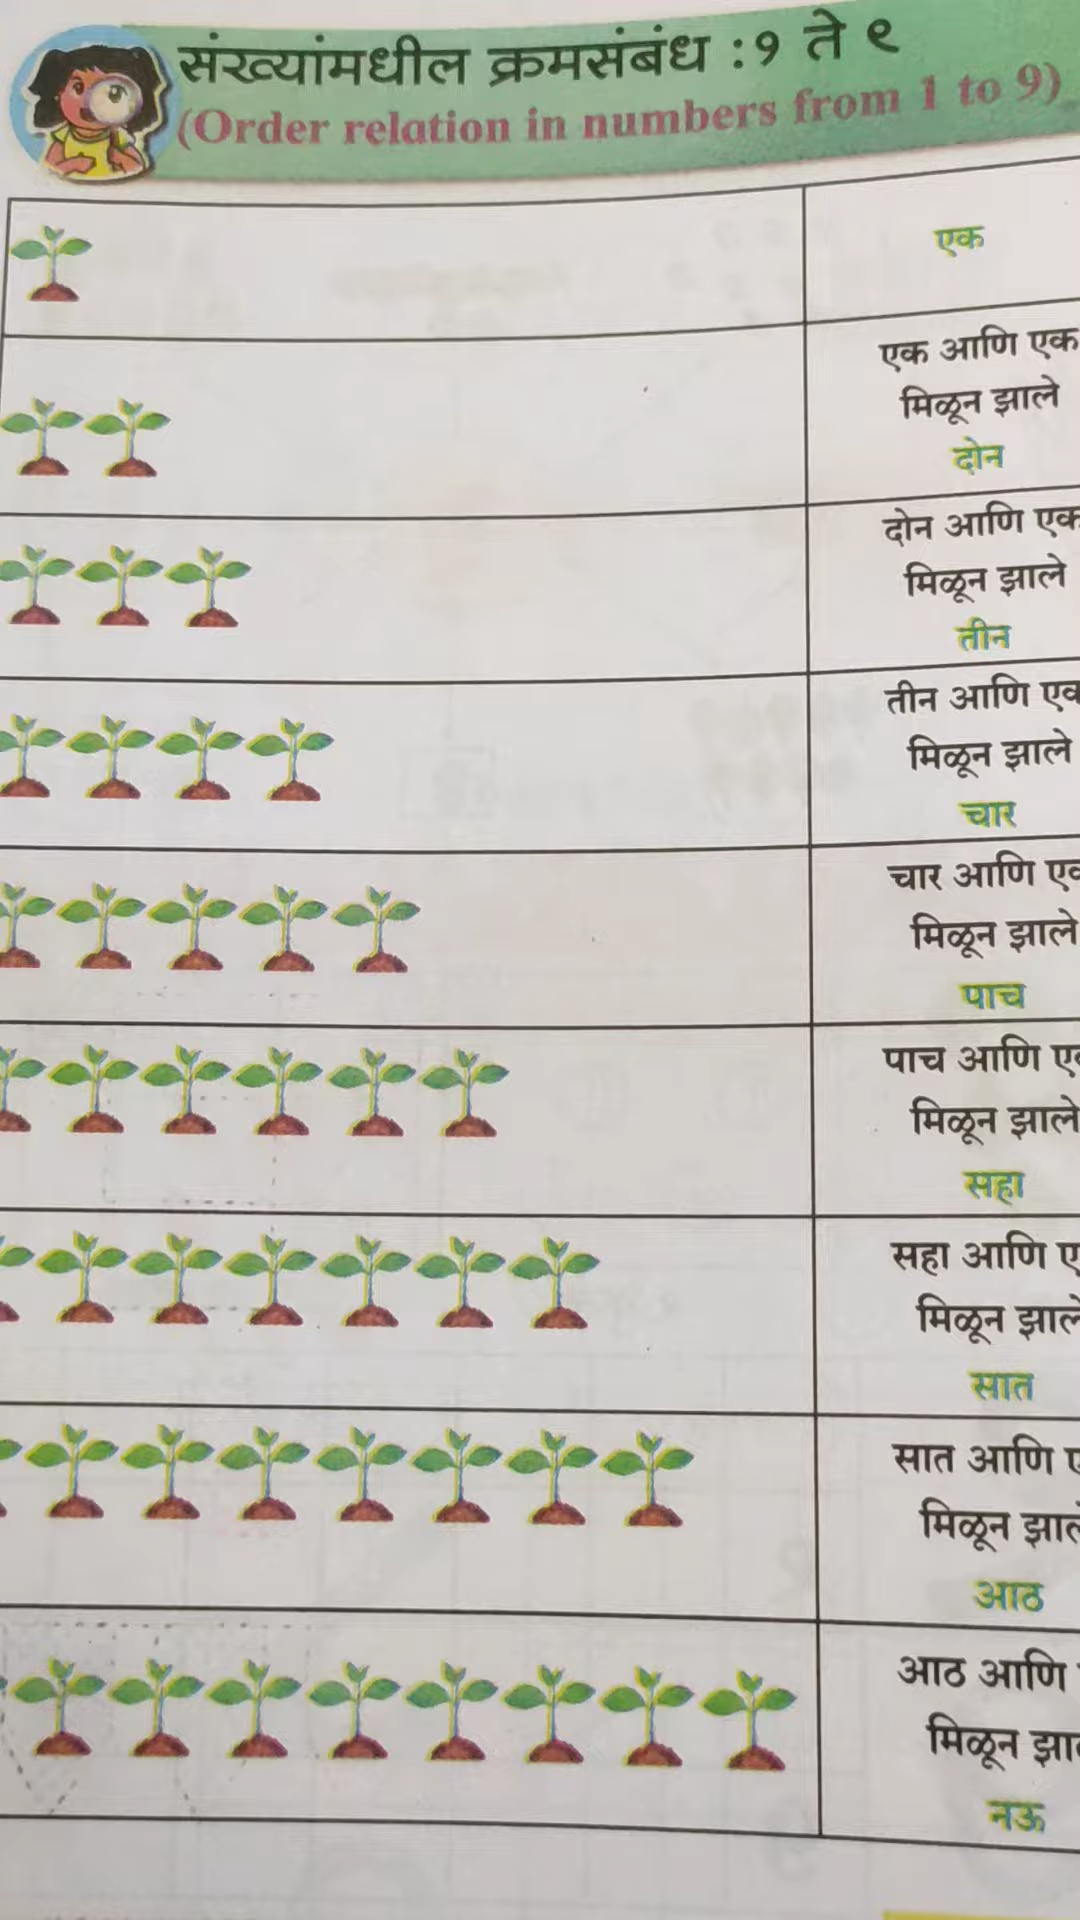 संख्यांमधील क्रमसंबंध : १ ते ९
(Order relation in numbers from 1 to 9)
एक
एक आणि एक
मिळून झाले
दोन
दोन आणि एक
मिळून झाले
तीन
तीन आणि
मिळून झाले
चार
चार आणि
मिळून झाले
पाच
पाच आणि
मिळून झाले
सहा
सहा आणि
मिळून झाले
सात
सात आणि
मिळून
आठ
आठ आणि
मिळून
नऊ